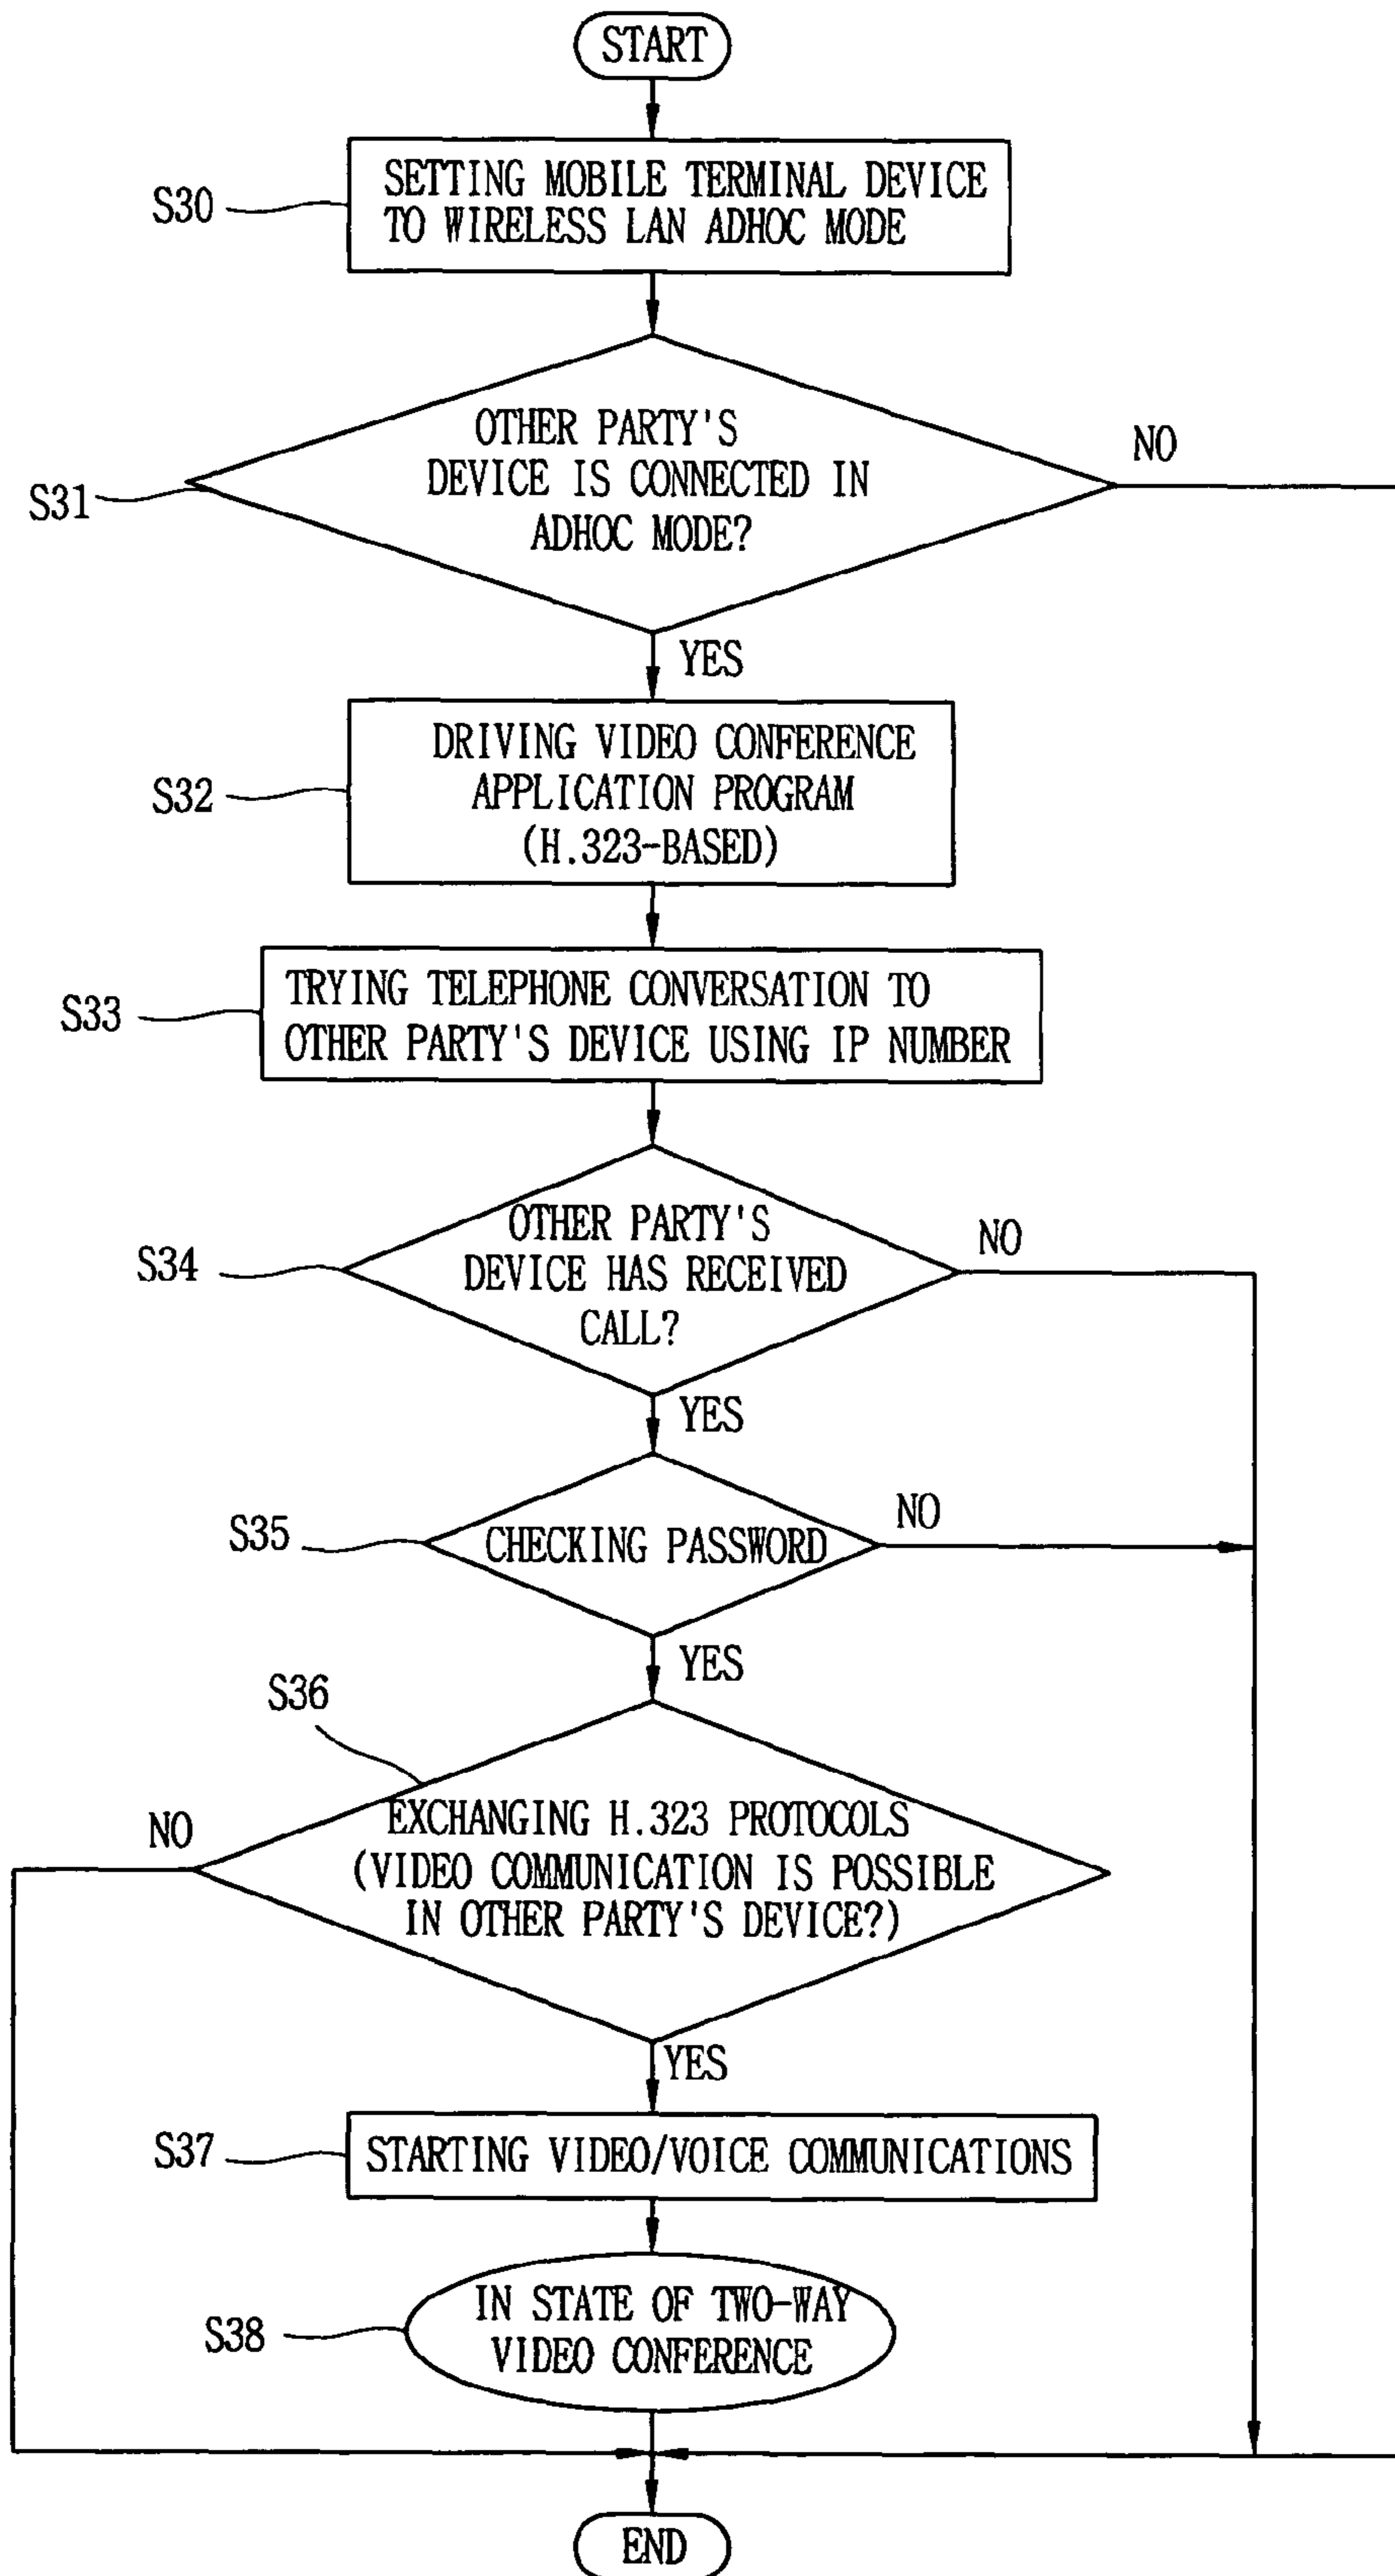 START
S30
SETTING MOBILE TERMINAL DEVICE
TO WIRELESS LAN ADHOC MODE
S31
OTHER PARTY'S
DEVICE IS CONNECTED IN
ADHOC MODE?
NO
YES
S32
DRIVING VIDEO CONFERENCE
APPLICATION PROGRAM
(H.323-BASED)
S33
TRYING TELEPHONE CONVERSATION TO
OTHER PARTY'S DEVICE USING IP NUMBER
S34
OTHER PARTY'S
DEVICE HAS RECEIVED
CALL?
NO
YES
S35
CHECKING PASSWORD
NO
YES
S36
NO
EXCHANGING H.323 PROTOCOLS
(VIDEO COMMUNICATION IS POSSIBLE
IN OTHER PARTY'S DEVICE?)
YES
S37
STARTING VIDEO/VOICE COMMUNICATIONS
S38
IN STATE OF TWO-WAY
VIDEO CONFERENCE
END